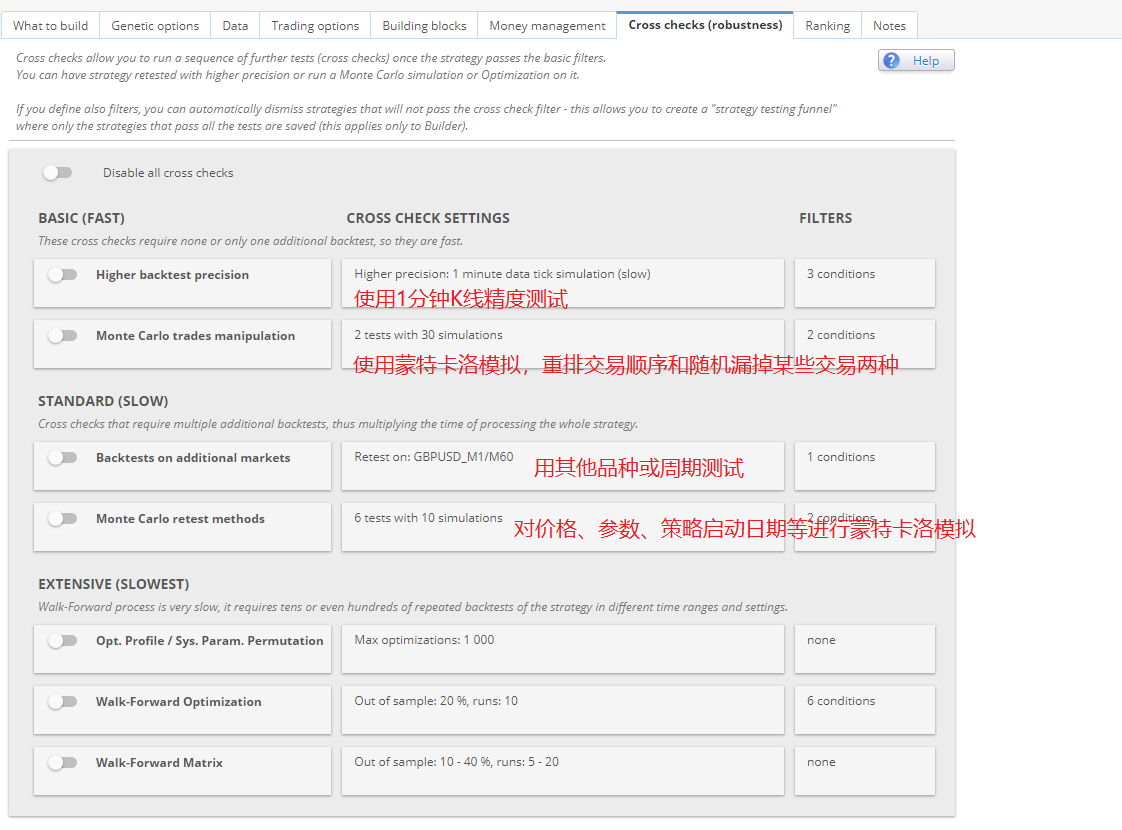 What to build Genetic options Data Trading options Building blocks Money management Cross checks (robustness) Ranking Notes
Cross checks allow you to run a sequence of further tests (cross checks) once the strategy passes the basic filters.
You can have strategy retested with higher precision or run a Monte Carlo simulation or Optimization on it.
? Help
If you define also filters, you can automatically dismiss strategies that will not pass the cross check filter - this allows you to create a "strategy testing funnel"
where only the strategies that pass all the tests are saved (this applies only to Builder).
Disable all cross checks
BASIC (FAST) CROSS CHECK SETTINGS FILTERS
These cross checks require none or only one additional backtest, so they are fast.
Higher backtest precision Higher precision: 1 minute data tick simulation (slow) 3 conditions
使用1分钟K线精度测试
Monte Carlo trades manipulation 2 tests with 30 simulations 2 conditions
使用蒙特卡洛模拟，重排交易顺序和随机漏掉某些交易两种
STANDARD (SLOW)
Cross checks that require multiple additional backtests, thus multiplying the time of processing the whole strategy.
Backtests on additional markets Retest on: GBPUSD_M1/M60 1 conditions
用其他品种或周期测试
Monte Carlo retest methods 6 tests with 10 simulations 2 conditions
对价格、参数、策略启动日期等进行蒙特卡洛模拟
EXTENSIVE (SLOWEST)
Walk-Forward process is very slow, it requires tens or even hundreds of repeated backtests of the strategy in different time ranges and settings.
Opt. Profile / Sys. Param. Permutation Max optimizations: 1 000 none
Walk-Forward Optimization Out of sample: 20 %, runs: 10 6 conditions
Walk-Forward Matrix Out of sample: 10 - 40 %, runs: 5 - 20 none